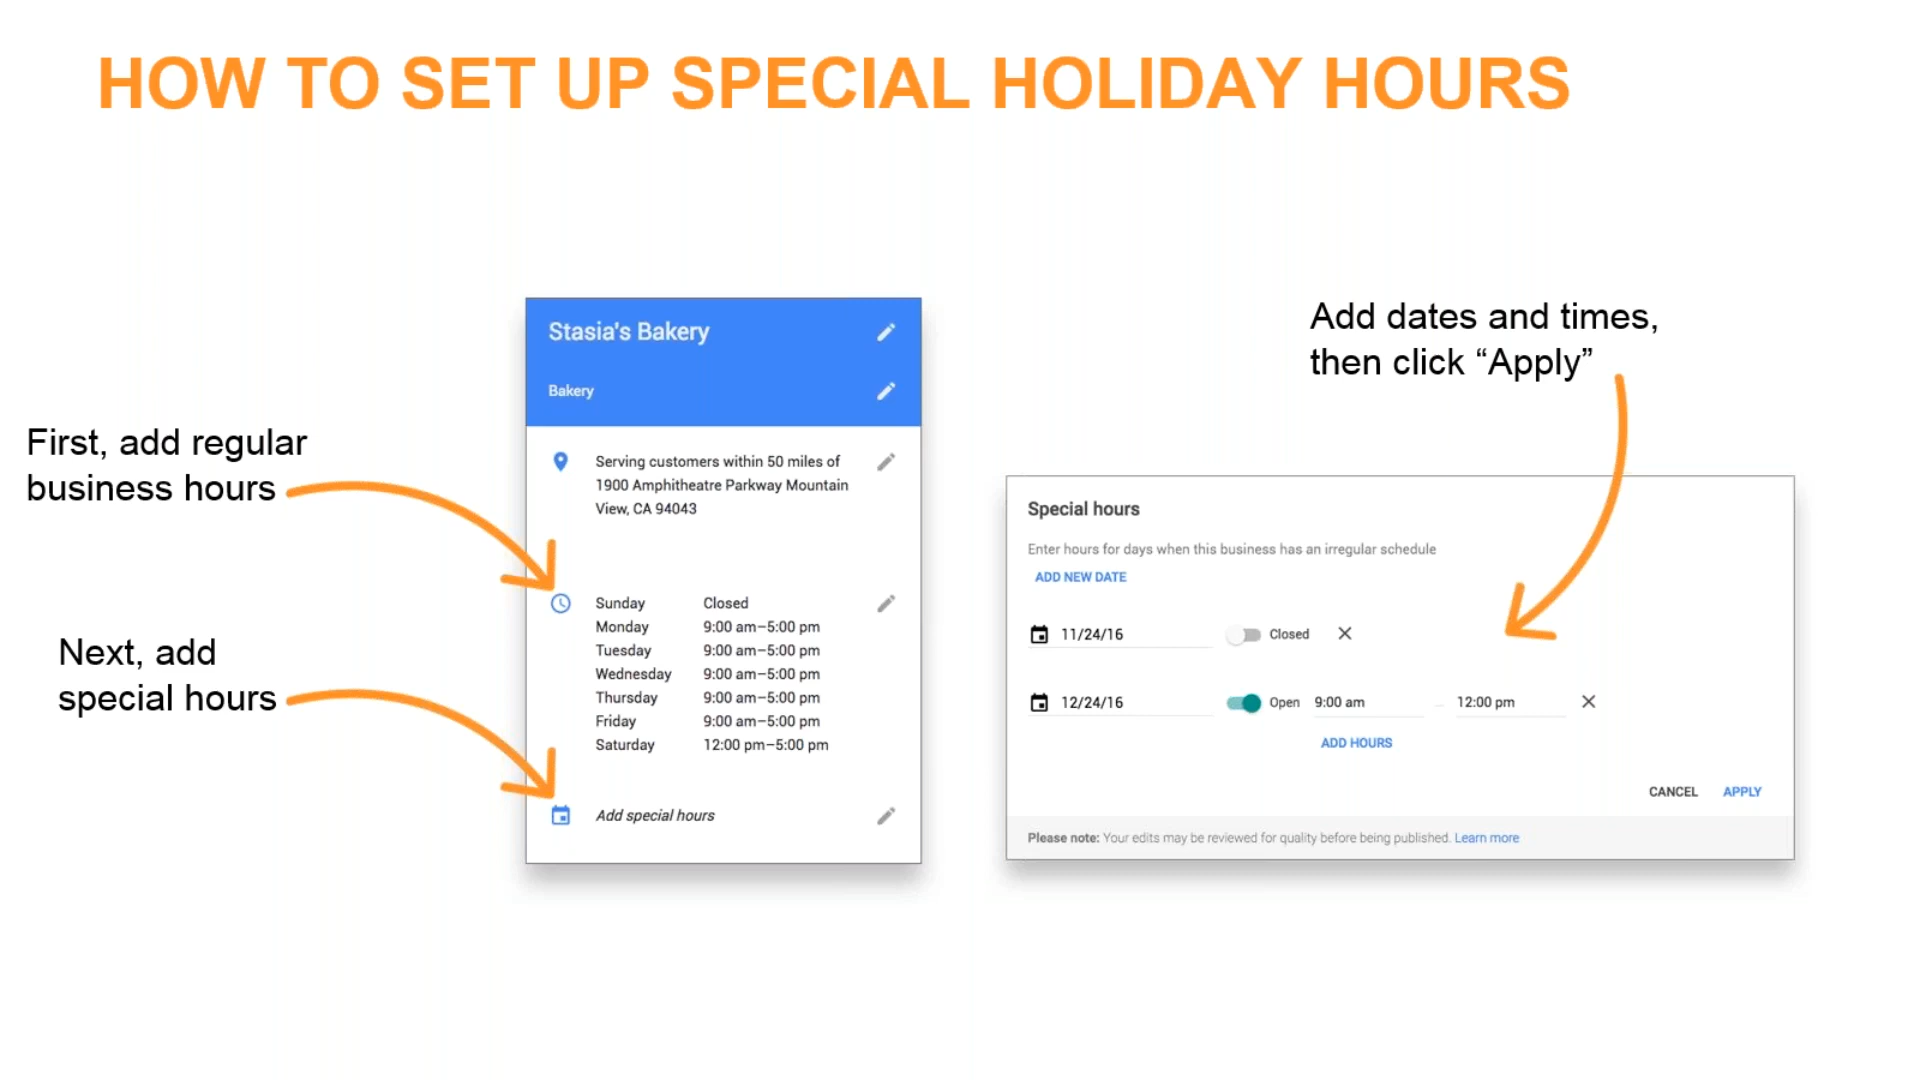 HOW TO SET UP SPECIAL HOLIDAY HOURS
First, add regular
business hours
Next, add
special hours
Stasia's Bakery
Bakery
Serving customers within 50 miles of
1900 Amphitheatre Parkway Mountain
View, CA 94043
Sunday Closed
Monday 9:00 am–5:00 pm
Tuesday 9:00 am–5:00 pm
Wednesday 9:00 am–5:00 pm
Thursday 9:00 am–5:00 pm
Friday 9:00 am–5:00 pm
Saturday 12:00 pm–5:00 pm
Add special hours
Add dates and times,
then click “Apply”
Special hours
Enter hours for days when this business has an irregular schedule
ADD NEW DATE
11/24/16 Closed
12/24/16 Open 9:00 am – 12:00 pm
ADD HOURS
CANCEL APPLY
Please note: Your edits may be reviewed for quality before being published. Learn more